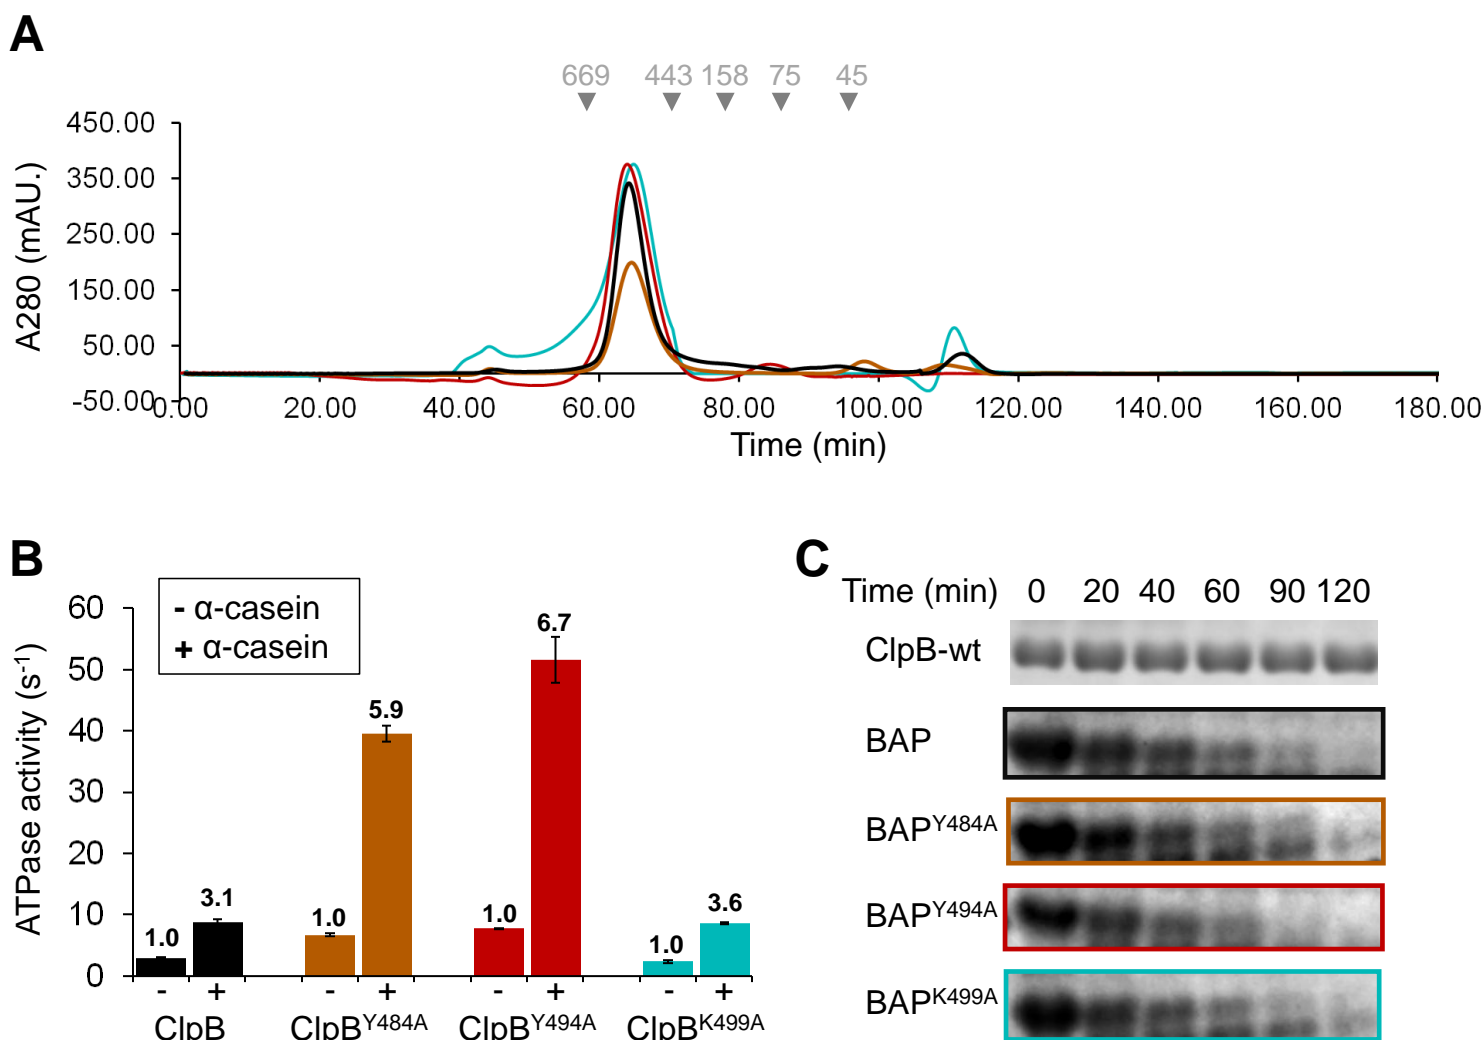 A
669 443 158 75 45
450.00
350.00
250.00
150.00
50.00
-50.00
A280 (mAU.)
0.00 20.00 40.00 60.00 80.00 100.00 120.00 140.00 160.00 180.00
Time (min)
B
- α-casein
+ α-casein
60
50
40
30
20
10
0
ATPase activity (s-1)
1.0 3.1 1.0 5.9 1.0 6.7 1.0 3.6
- + - + - + - +
ClpB ClpBY484A ClpBY494A ClpBK499A
C
Time (min) 0 20 40 60 90 120
ClpB-wt
BAP
BAPY484A
BAPY494A
BAPK499A